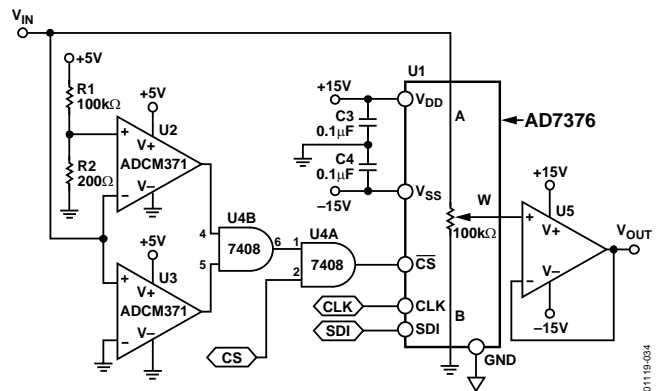 VIN
+5V
R1
100kΩ
R2
200Ω
+5V
U2
+
V+
ADCM371
–
V–
+5V
U3
+
V+
ADCM371
–
V–
U4B
4
7408
6
5
U4A
1
7408
2
CS
+15V
C3
0.1μF
C4
0.1μF
–15V
CLK
SDI
U1
VDD
A
AD7376
VSS
W
100kΩ
CS
CLK
SDI
B
GND
+15V
U5
+
V+
–
V–
–15V
VOUT
01119-034